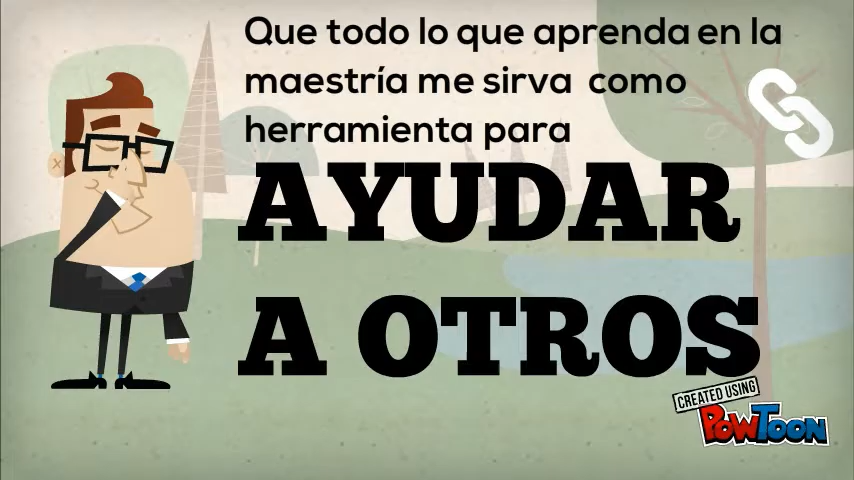 Que todo lo que aprenda en la
maestría me sirva como
herramienta para
AYUDAR
A OTROS
CREATED USING
POWTOON